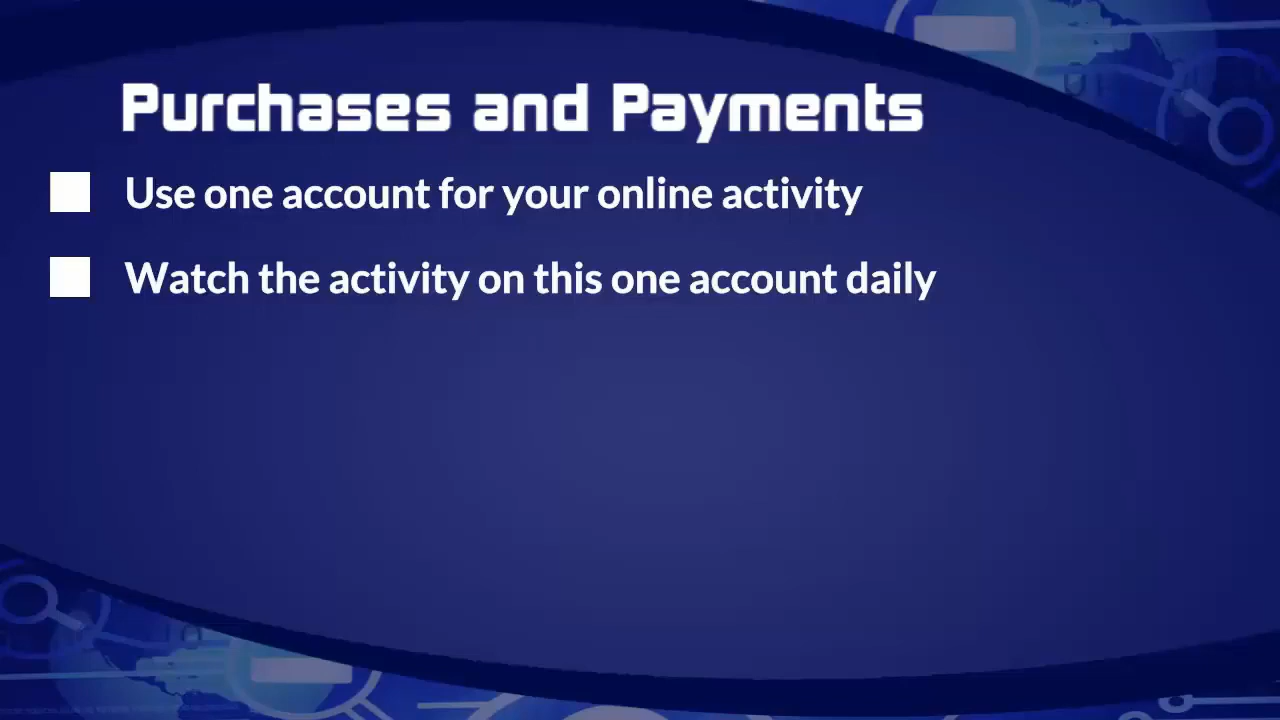 Purchases and Payments
Use one account for your online activity
Watch the activity on this one account daily